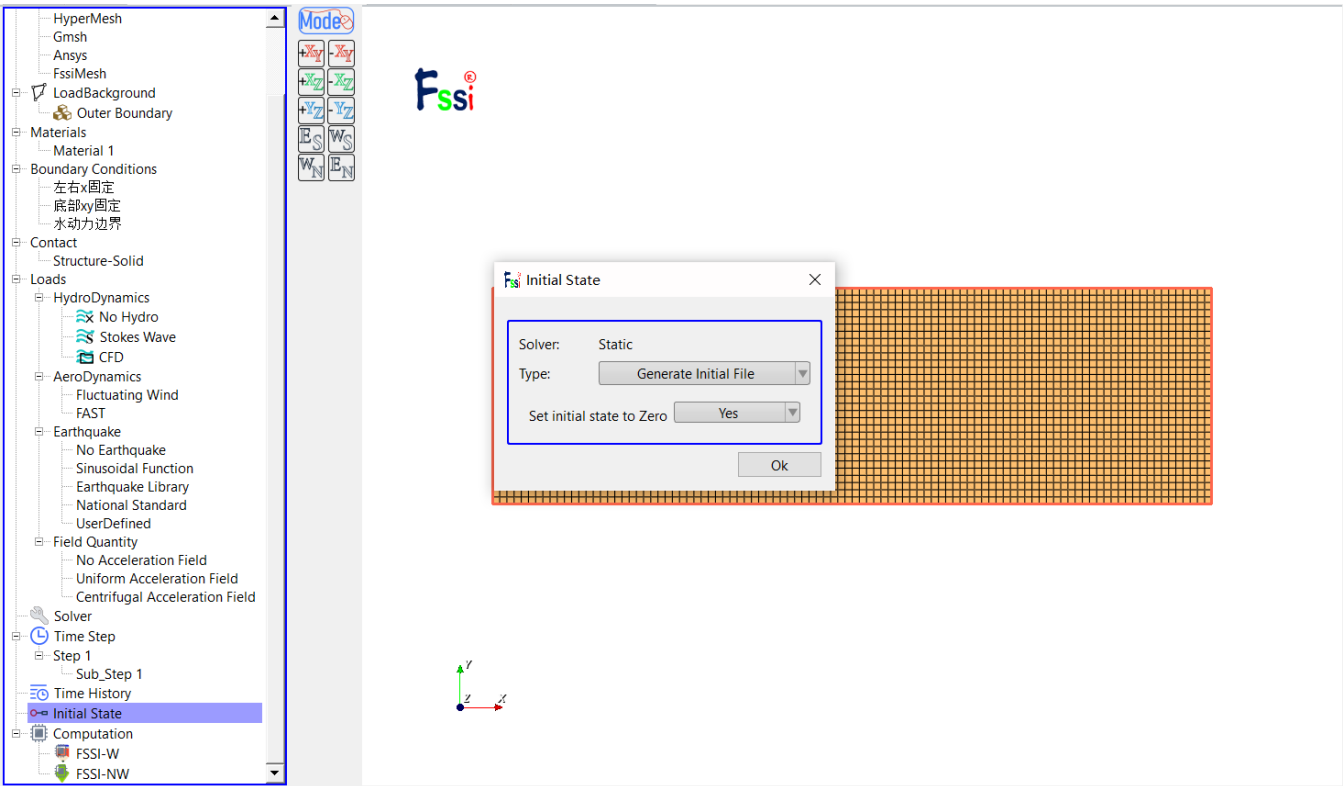 HyperMesh
Gmsh
Ansys
FssiMesh
LoadBackground
Outer Boundary
Materials
Material 1
Boundary Conditions
左右x固定
底部xy固定
水动力边界
Contact
Structure-Solid
Loads
HydroDynamics
No Hydro
Stokes Wave
CFD
AeroDynamics
Fluctuating Wind
FAST
Earthquake
No Earthquake
Sinusoidal Function
Earthquake Library
National Standard
UserDefined
Field Quantity
No Acceleration Field
Uniform Acceleration Field
Centrifugal Acceleration Field
Solver
Time Step
Step 1
Sub_Step 1
Time History
Initial State
Computation
FSSI-W
FSSI-NW
Mode
+XY -XY
+XZ -XZ
+YZ -YZ
ES WS
WN EN
Fssi®
Fssi Initial State
Solver: Static
Type: Generate Initial File
Set initial state to Zero Yes
Ok
Y
Z X